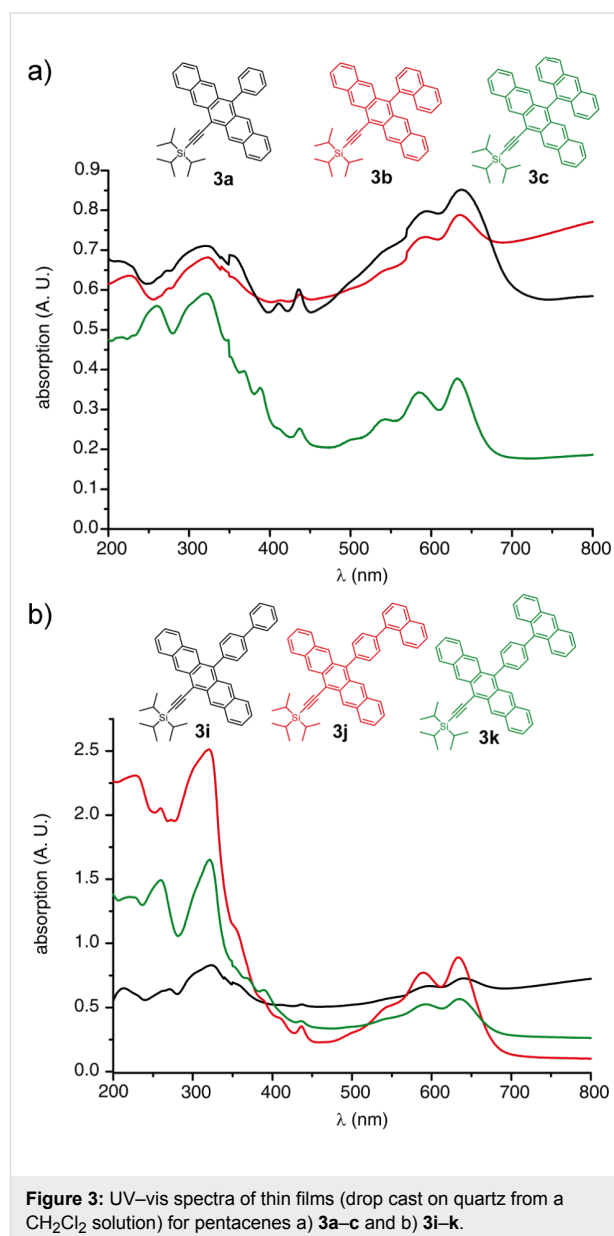 a)
Si
Si
Si
3a
3b
3c
0.9
0.8
0.7
0.6
0.5
0.4
0.3
0.2
0.1
0.0
absorption (A. U.)
200 300 400 500 600 700 800
λ (nm)
b)
Si
Si
Si
3i
3j
3k
2.5
2.0
1.5
1.0
0.5
0.0
absorption (A. U.)
200 300 400 500 600 700 800
λ (nm)
Figure 3: UV–vis spectra of thin films (drop cast on quartz from a
CH₂Cl₂ solution) for pentacenes a) 3a–c and b) 3i–k.